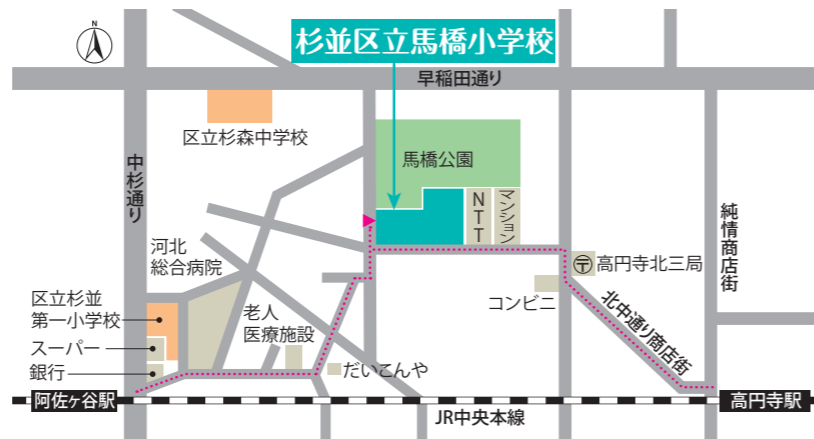 N
杉並区立馬橋小学校
早稲田通り
区立杉森中学校
馬橋公園
中杉通り
NTT
マンション
純情商店街
河北
総合病院
〒
高円寺北三局
コンビニ
区立杉並
第一小学校
老人
医療施設
北中通り商店街
スーパー
銀行
だいこんや
阿佐ヶ谷駅
JR中央本線
高円寺駅